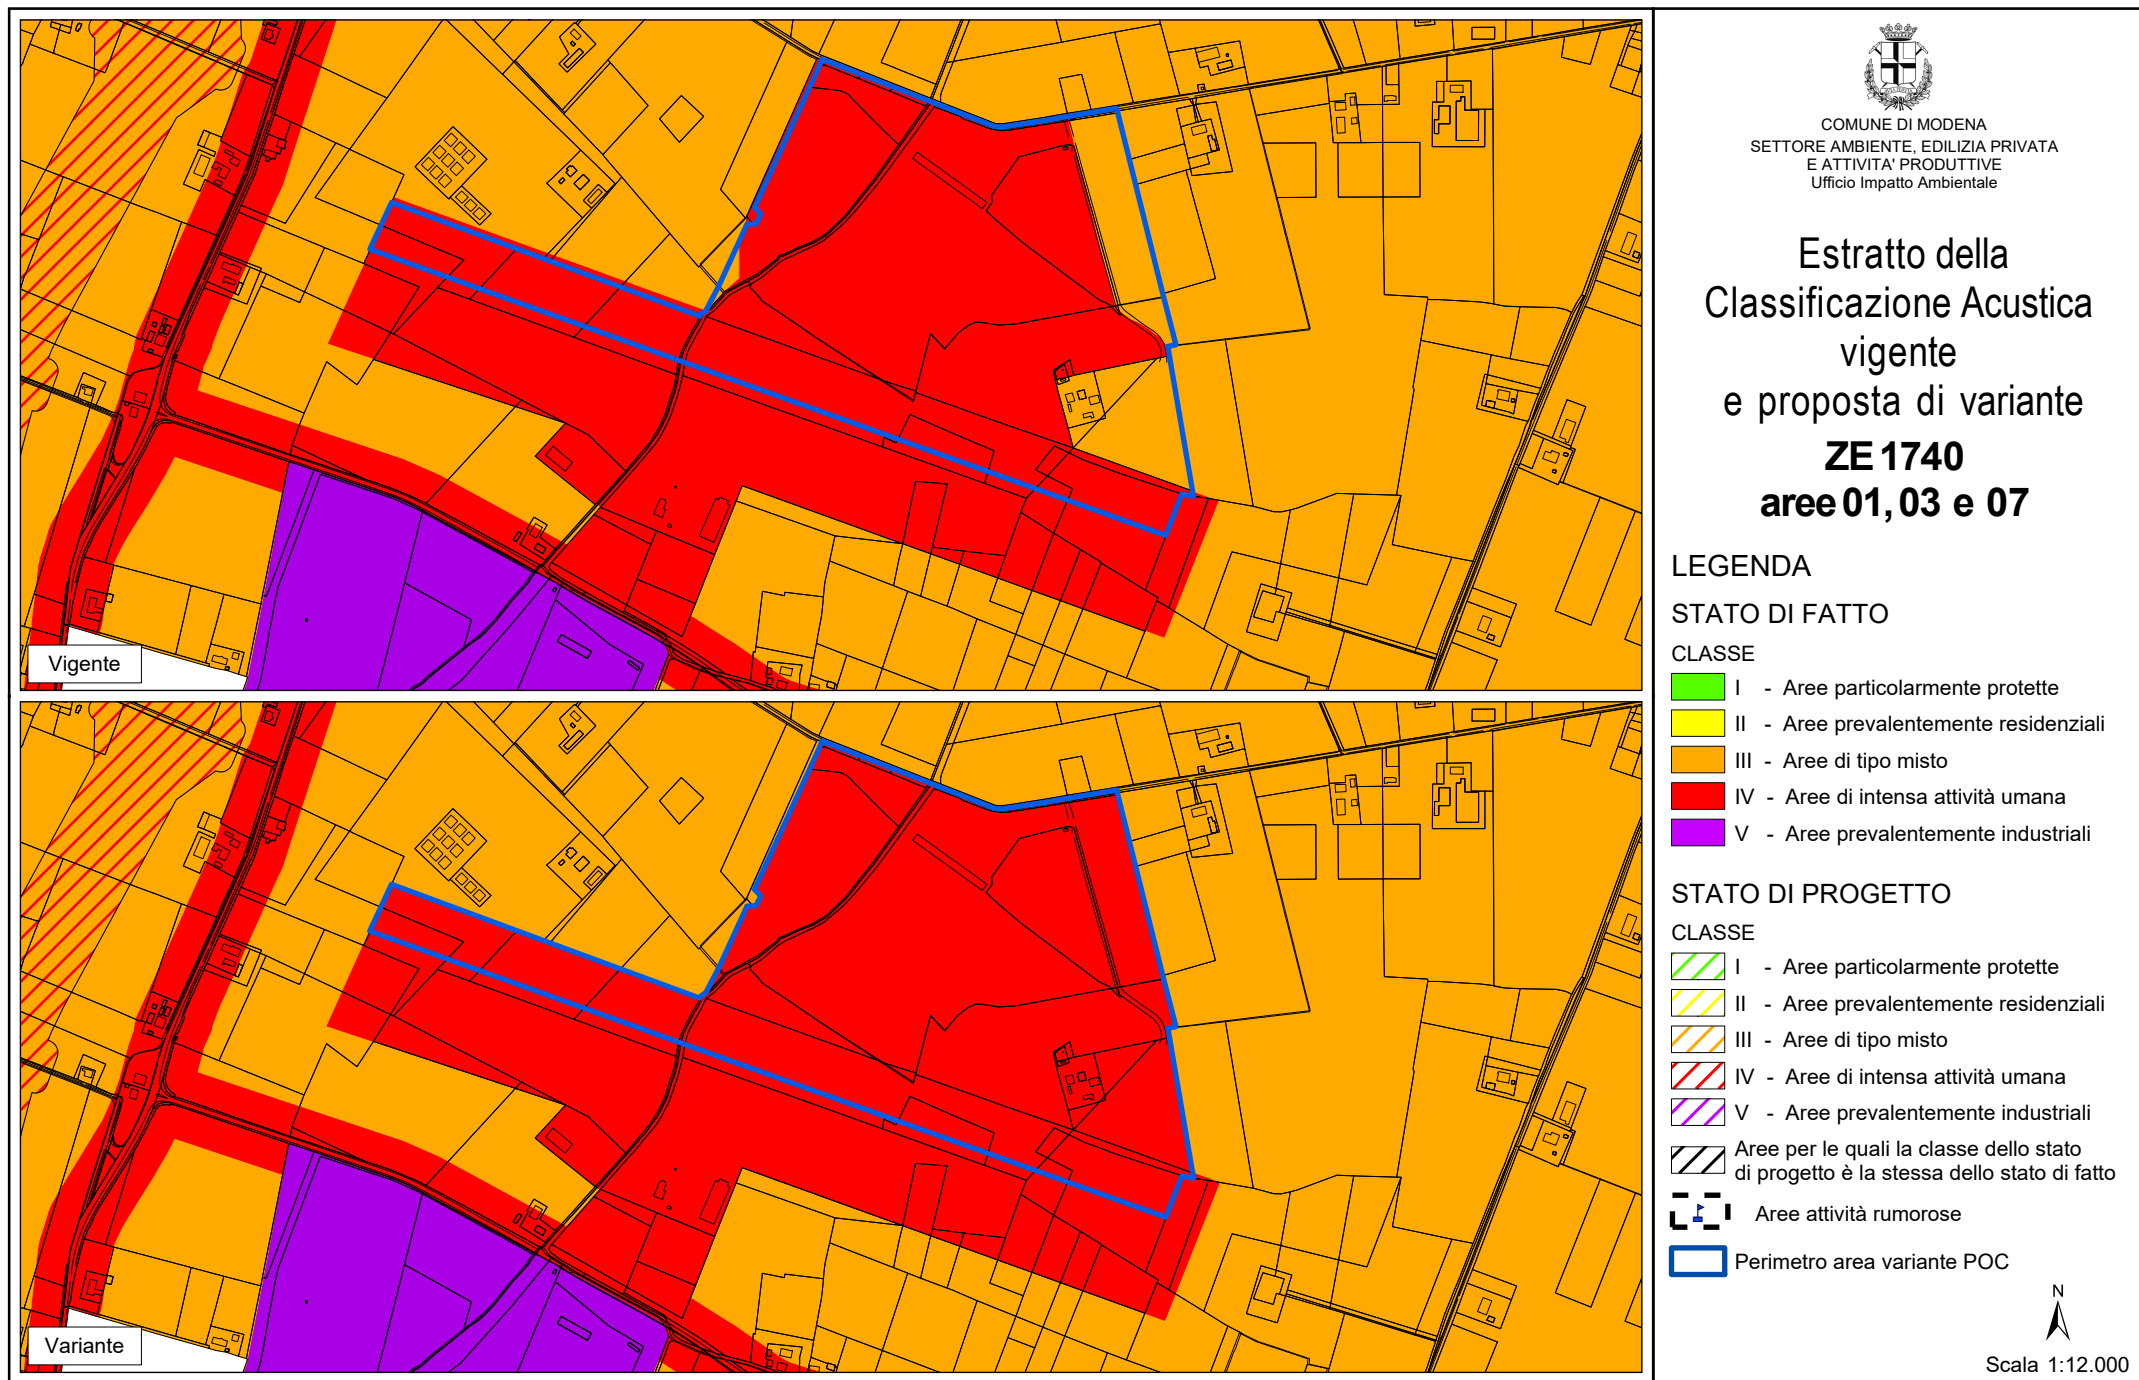 Vigente
Variante
COMUNE DI MODENA
SETTORE AMBIENTE, EDILIZIA PRIVATA
E ATTIVITA' PRODUTTIVE
Ufficio Impatto Ambientale
Estratto della
Classificazione Acustica
vigente
e proposta di variante
ZE 1740
aree 01, 03 e 07
LEGENDA
STATO DI FATTO
CLASSE
I - Aree particolarmente protette
II - Aree prevalentemente residenziali
III - Aree di tipo misto
IV - Aree di intensa attività umana
V - Aree prevalentemente industriali
STATO DI PROGETTO
CLASSE
I - Aree particolarmente protette
II - Aree prevalentemente residenziali
III - Aree di tipo misto
IV - Aree di intensa attività umana
V - Aree prevalentemente industriali
Aree per le quali la classe dello stato
di progetto è la stessa dello stato di fatto
Aree attività rumorose
Perimetro area variante POC
N
Scala 1:12.000